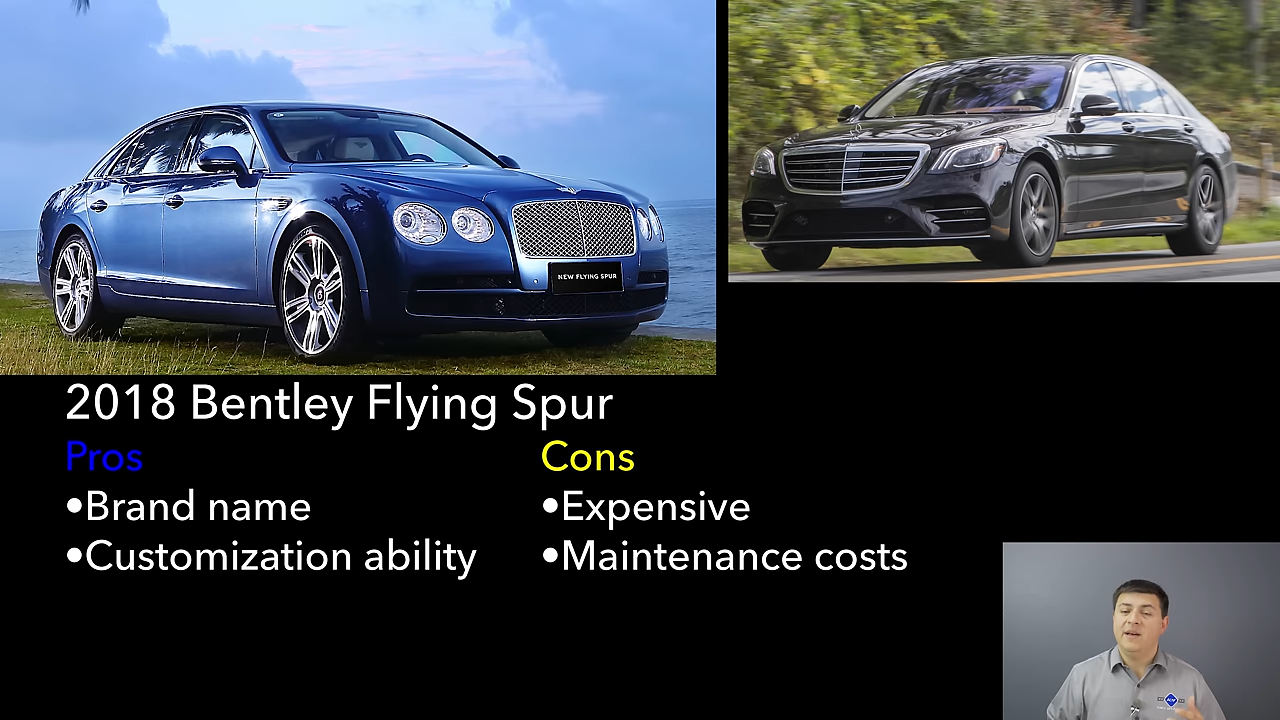 NEW FLYING SPUR
2018 Bentley Flying Spur
Pros
•Brand name
•Customization ability
Cons
•Expensive
•Maintenance costs